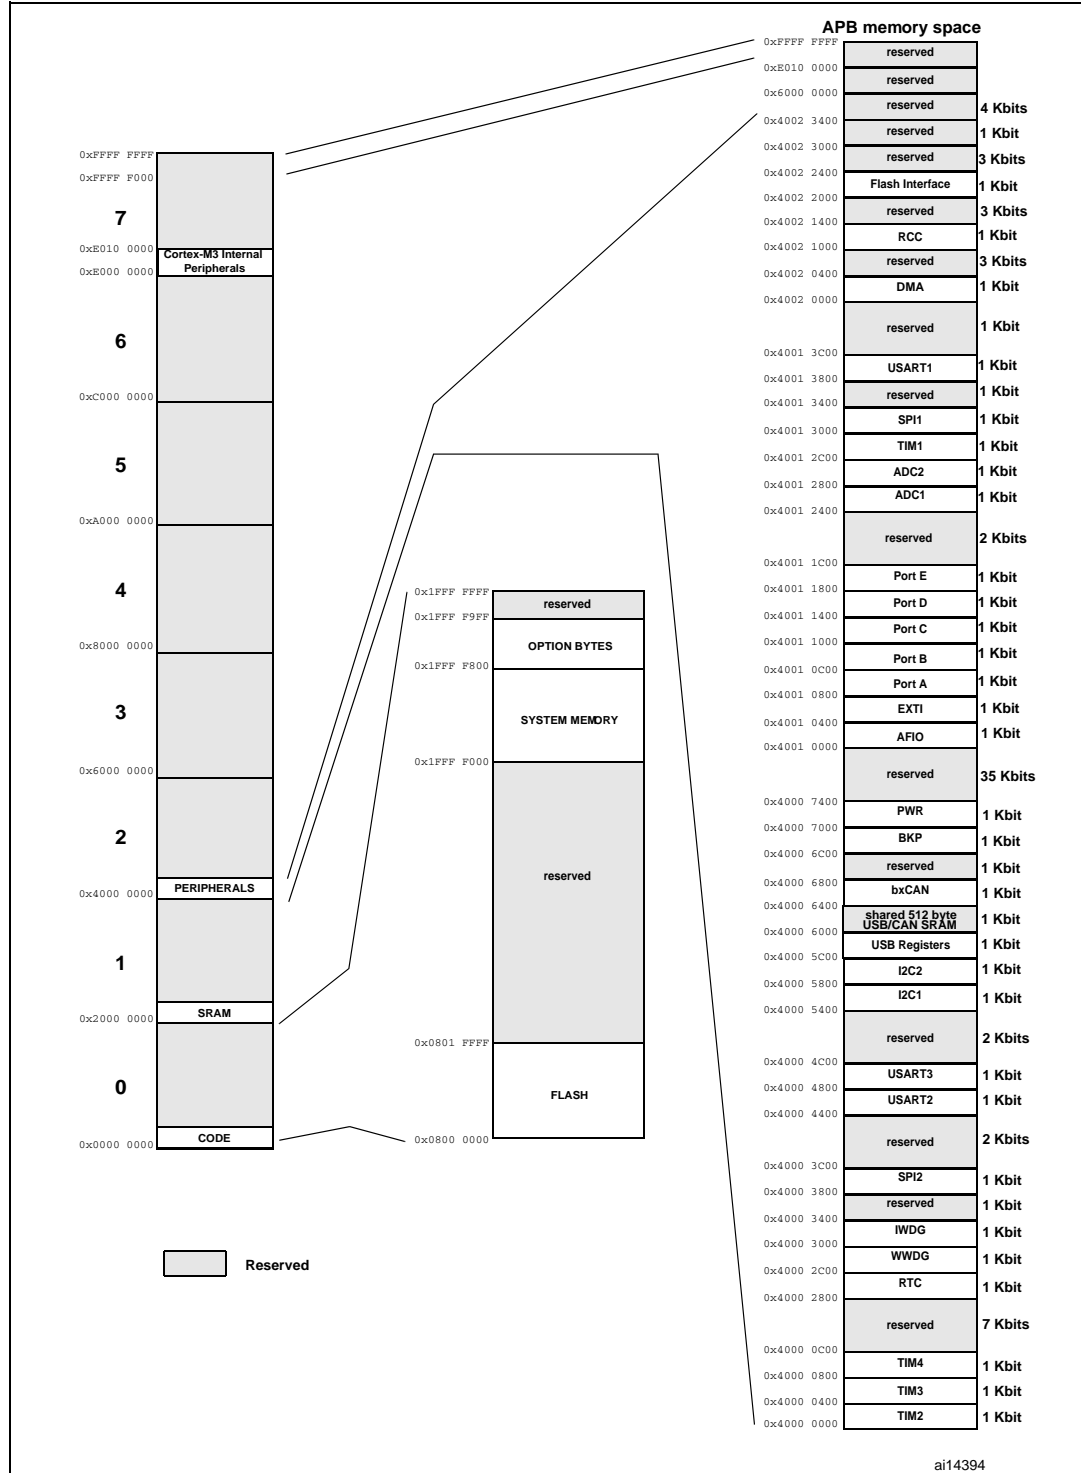 APB memory space
0xFFFF FFFF
reserved
0xE010 0000
reserved
0x6000 0000
reserved 4 Kbits
0x4002 3400
reserved 1 Kbit
0x4002 3000
reserved 3 Kbits
0x4002 2400
Flash Interface 1 Kbit
0x4002 2000
reserved 3 Kbits
0x4002 1400
RCC 1 Kbit
0x4002 1000
reserved 3 Kbits
0x4002 0400
DMA 1 Kbit
0x4002 0000
reserved 1 Kbit
0x4001 3C00
USART1 1 Kbit
0x4001 3800
reserved 1 Kbit
0x4001 3400
SPI1 1 Kbit
0x4001 3000
TIM1 1 Kbit
0x4001 2C00
ADC2 1 Kbit
0x4001 2800
ADC1 1 Kbit
0x4001 2400
reserved 2 Kbits
0x4001 1C00
Port E 1 Kbit
0x4001 1800
Port D 1 Kbit
0x4001 1400
Port C 1 Kbit
0x4001 1000
Port B 1 Kbit
0x4001 0C00
Port A 1 Kbit
0x4001 0800
EXTI 1 Kbit
0x4001 0400
AFIO 1 Kbit
0x4001 0000
reserved 35 Kbits
0x4000 7400
PWR 1 Kbit
0x4000 7000
BKP 1 Kbit
0x4000 6C00
reserved 1 Kbit
0x4000 6800
bxCAN 1 Kbit
0x4000 6400
shared 512 byte
USB/CAN SRAM 1 Kbit
0x4000 6000
USB Registers 1 Kbit
0x4000 5C00
I2C2 1 Kbit
0x4000 5800
I2C1 1 Kbit
0x4000 5400
reserved 2 Kbits
0x4000 4C00
USART3 1 Kbit
0x4000 4800
USART2 1 Kbit
0x4000 4400
reserved 2 Kbits
0x4000 3C00
SPI2 1 Kbit
0x4000 3800
reserved 1 Kbit
0x4000 3400
IWDG 1 Kbit
0x4000 3000
WWDG 1 Kbit
0x4000 2C00
RTC 1 Kbit
0x4000 2800
reserved 7 Kbits
0x4000 0C00
TIM4 1 Kbit
0x4000 0800
TIM3 1 Kbit
0x4000 0400
TIM2 1 Kbit
0x4000 0000
0xFFFF FFFF
0xFFFF F000
7
0xE010 0000
Cortex-M3 Internal
Peripherals
0xE000 0000
6
0xC000 0000
5
0xA000 0000
4
0x8000 0000
3
0x6000 0000
2
PERIPHERALS
0x4000 0000
1
SRAM
0x2000 0000
0
CODE
0x0000 0000
0x1FFF FFFF
reserved
0x1FFF F9FF
OPTION BYTES
0x1FFF F800
SYSTEM MEMORY
0x1FFF F000
reserved
0x0801 FFFF
FLASH
0x0800 0000
Reserved
ai14394